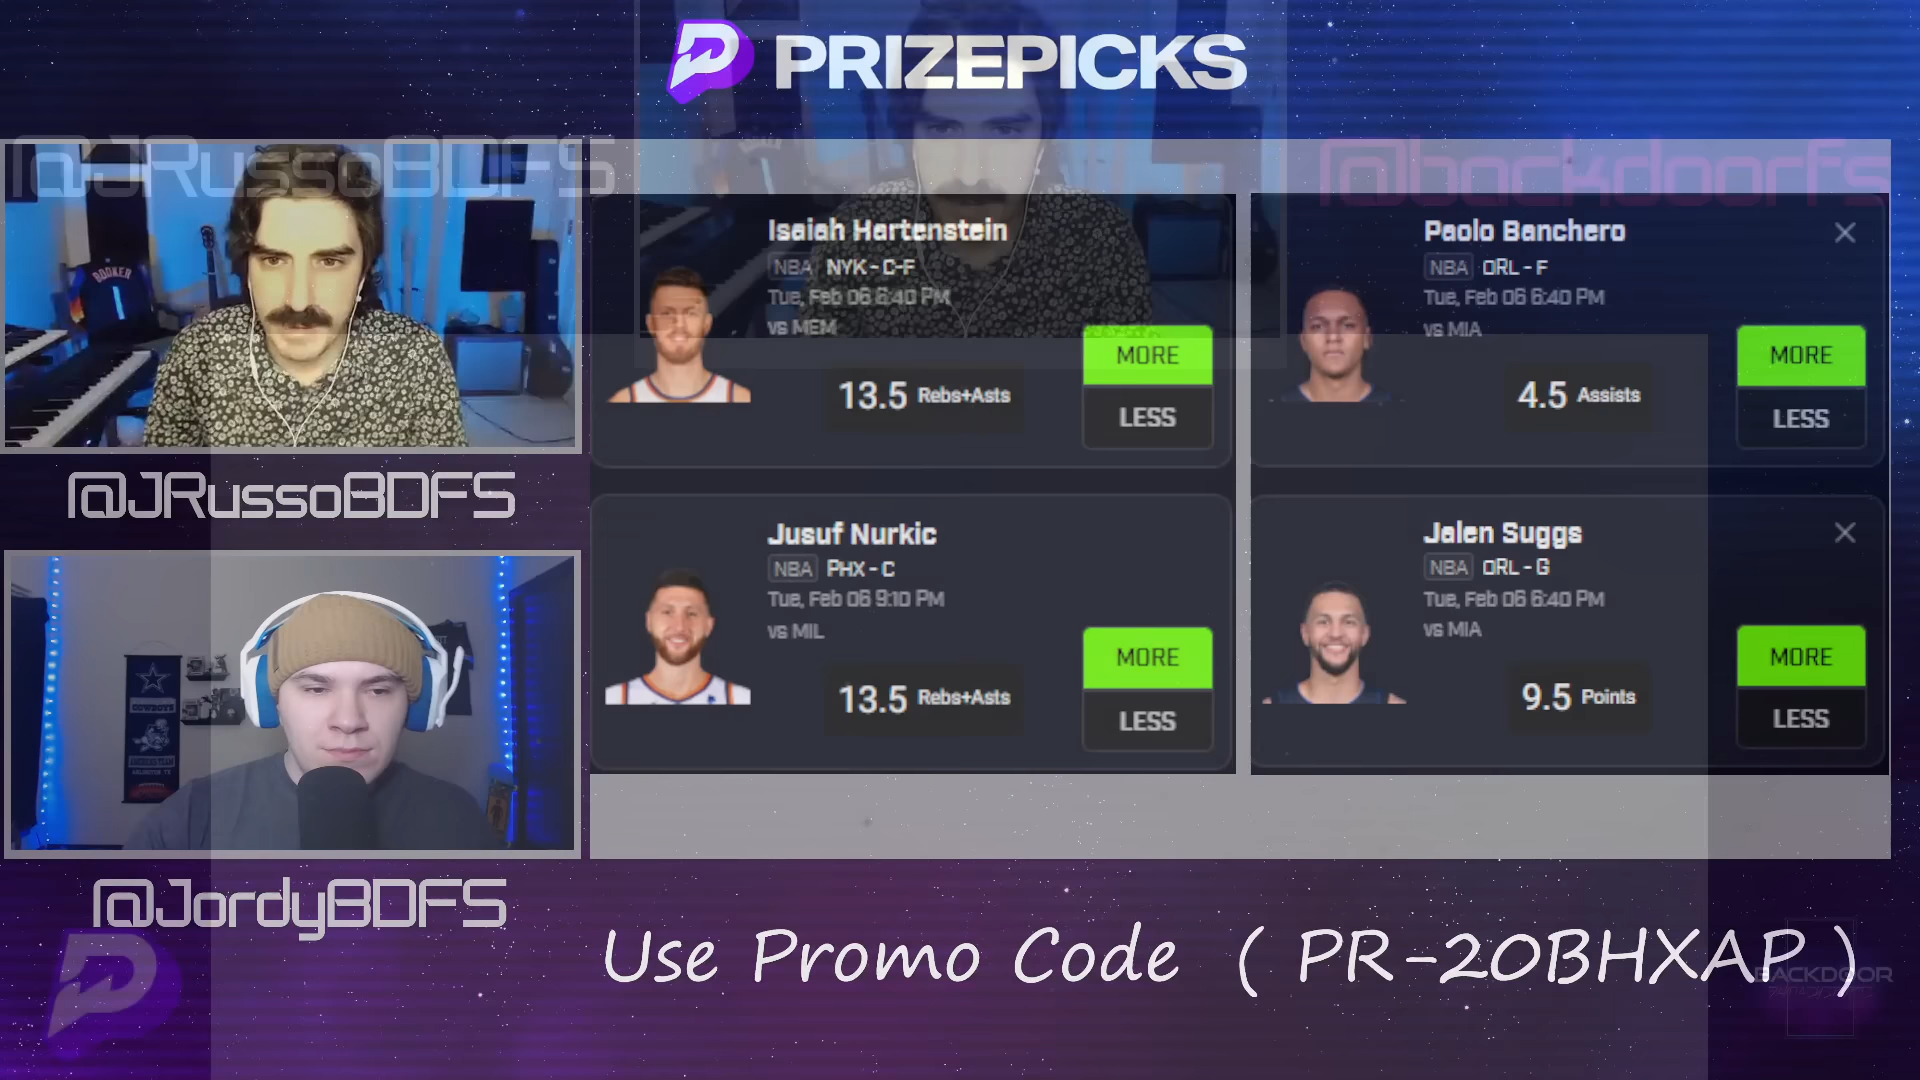 PRIZEPICKS
@JRussoBDFS
@backdoorfs
BOOKER
1
@JRussoBDFS
COWBOYS
@JordyBDFS
Isaiah Hartenstein
NBA NYK - C-F
Tue, Feb 06 6:40 PM
vs MEM
13.5 Rebs+Asts
MORE
LESS
Paolo Banchero
NBA ORL - F
Tue, Feb 06 6:40 PM
vs MIA
4.5 Assists
MORE
LESS
Jusuf Nurkic
NBA PHX - C
Tue, Feb 06 9:10 PM
vs MIL
13.5 Rebs+Asts
MORE
LESS
Jalen Suggs
NBA ORL - G
Tue, Feb 06 6:40 PM
vs MIA
9.5 Points
MORE
LESS
Use Promo Code ( PR-20BHXAP )
BACKDOOR